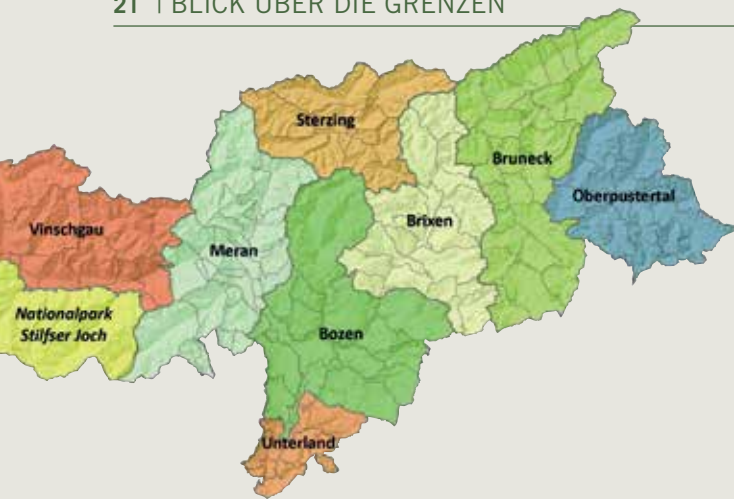 21 | BLICK ÜBER DIE GRENZEN
Sterzing
Bruneck
Oberpustertal
Vinschgau
Brixen
Meran
Nationalpark
Stilfser Joch
Bozen
Unterland